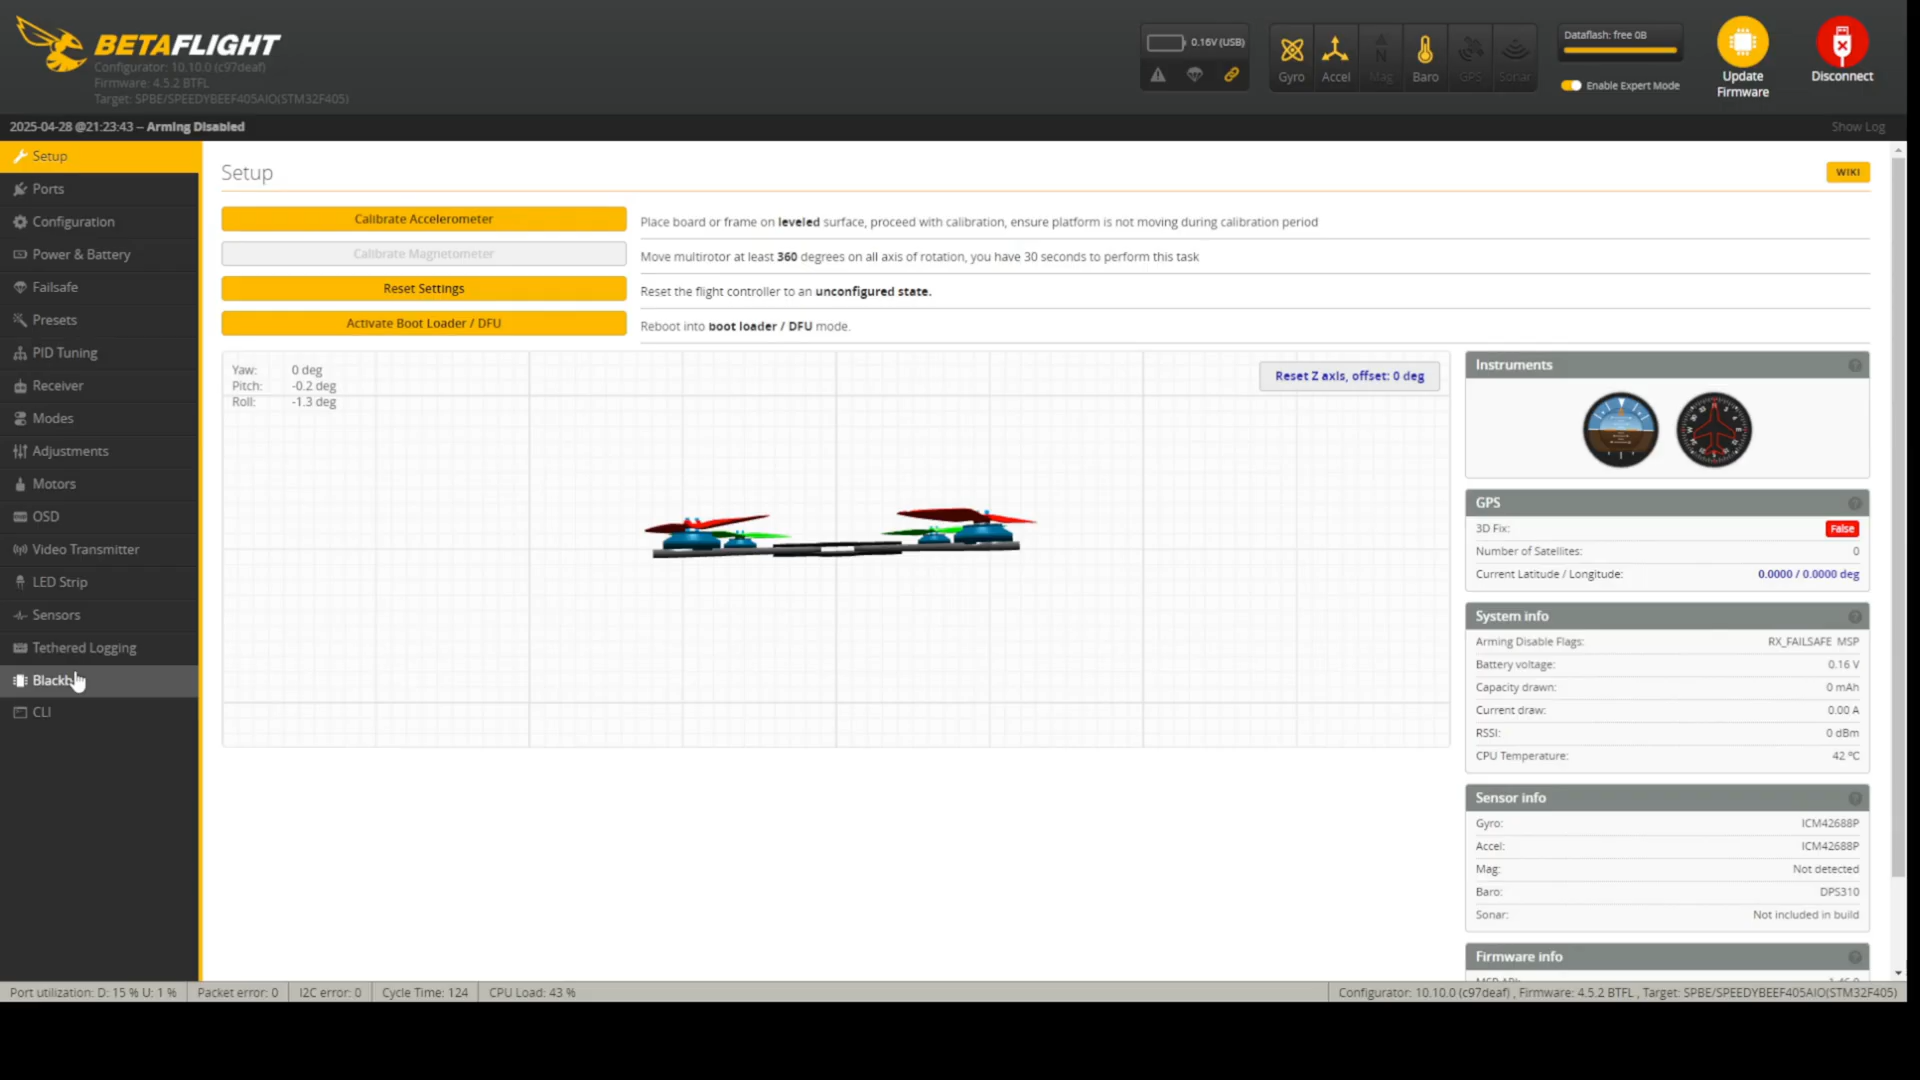 BETAFLIGHT
Configurator: 10.10.0 (c97deaf)
Firmware: 4.5.2 BTFL
Target: SPBE/SPEEDYBEEF405AIO(STM32F405)
0.16V (USB)
Gyro
Accel
Mag
Baro
GPS
Sonar
Dataflash: free 0B
Enable Expert Mode
Update
Firmware
Disconnect
2025-04-28 @21:23:43 -- Arming Disabled
Show Log
Setup
Ports
Configuration
Power & Battery
Failsafe
Presets
PID Tuning
Receiver
Modes
Adjustments
Motors
OSD
Video Transmitter
LED Strip
Sensors
Tethered Logging
CLI
Setup
WIKI
Calibrate Accelerometer
Place board or frame on leveled surface, proceed with calibration, ensure platform is not moving during calibration period
Calibrate Magnetometer
Move multirotor at least 360 degrees on all axis of rotation, you have 30 seconds to perform this task
Reset Settings
Reset the flight controller to an unconfigured state.
Activate Boot Loader / DFU
Reboot into boot loader / DFU mode.
Yaw: 0 deg
Pitch: -0.2 deg
Roll: -1.3 deg
Reset Z axis, offset: 0 deg
Instruments
GPS
3D Fix: False
Number of Satellites: 0
Current Latitude / Longitude: 0.0000 / 0.0000 deg
System info
Arming Disable Flags: RX_FAILSAFE MSP
Battery voltage: 0.16 V
Capacity drawn: 0 mAh
Current draw: 0.00 A
RSSI: 0 dBm
CPU Temperature: 42 °C
Sensor info
Gyro: ICM42688P
Accel: ICM42688P
Mag: Not detected
Baro: DPS310
Sonar: Not included in build
Firmware info
Port utilization: D: 15 % U: 1 %
Packet error: 0
I2C error: 0
Cycle Time: 124
CPU Load: 43 %
Configurator: 10.10.0 (c97deaf) , Firmware: 4.5.2 BTFL , Target: SPBE/SPEEDYBEEF405AIO(STM32F405)